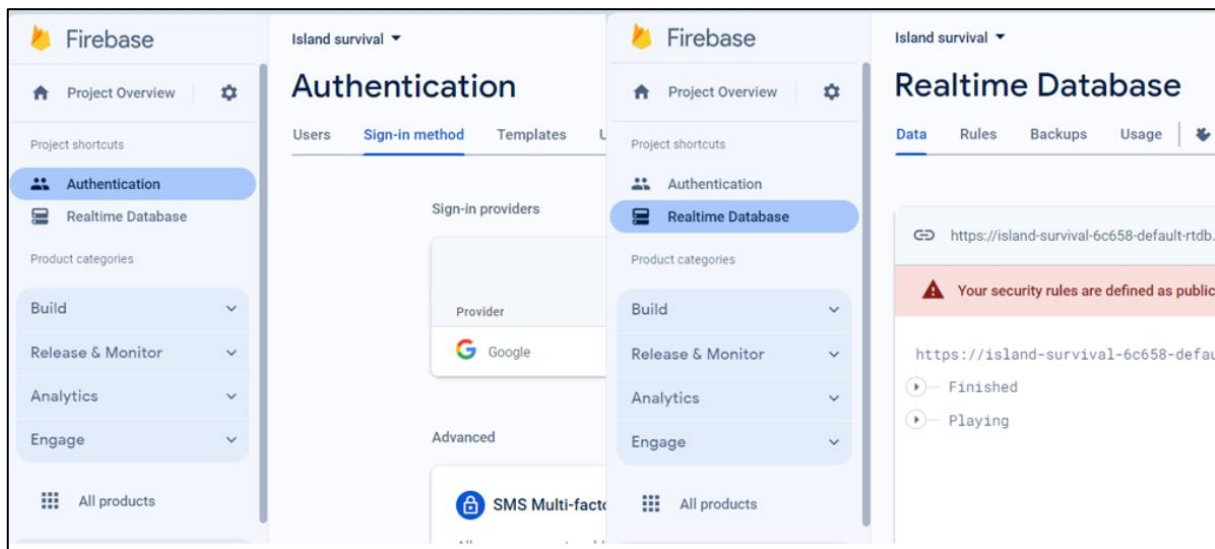 Firebase
Project Overview
Project shortcuts
Authentication
Realtime Database
Product categories
Build
Release & Monitor
Analytics
Engage
All products
Island survival
Authentication
Users Sign-in method Templates
Sign-in providers
Provider
Google
Advanced
SMS Multi-facto
Firebase
Project Overview
Project shortcuts
Authentication
Realtime Database
Product categories
Build
Release & Monitor
Analytics
Engage
All products
Island survival
Realtime Database
Data Rules Backups Usage
https://island-survival-6c658-default-rtdb.
Your security rules are defined as public
https://island-survival-6c658-defau
Finished
Playing